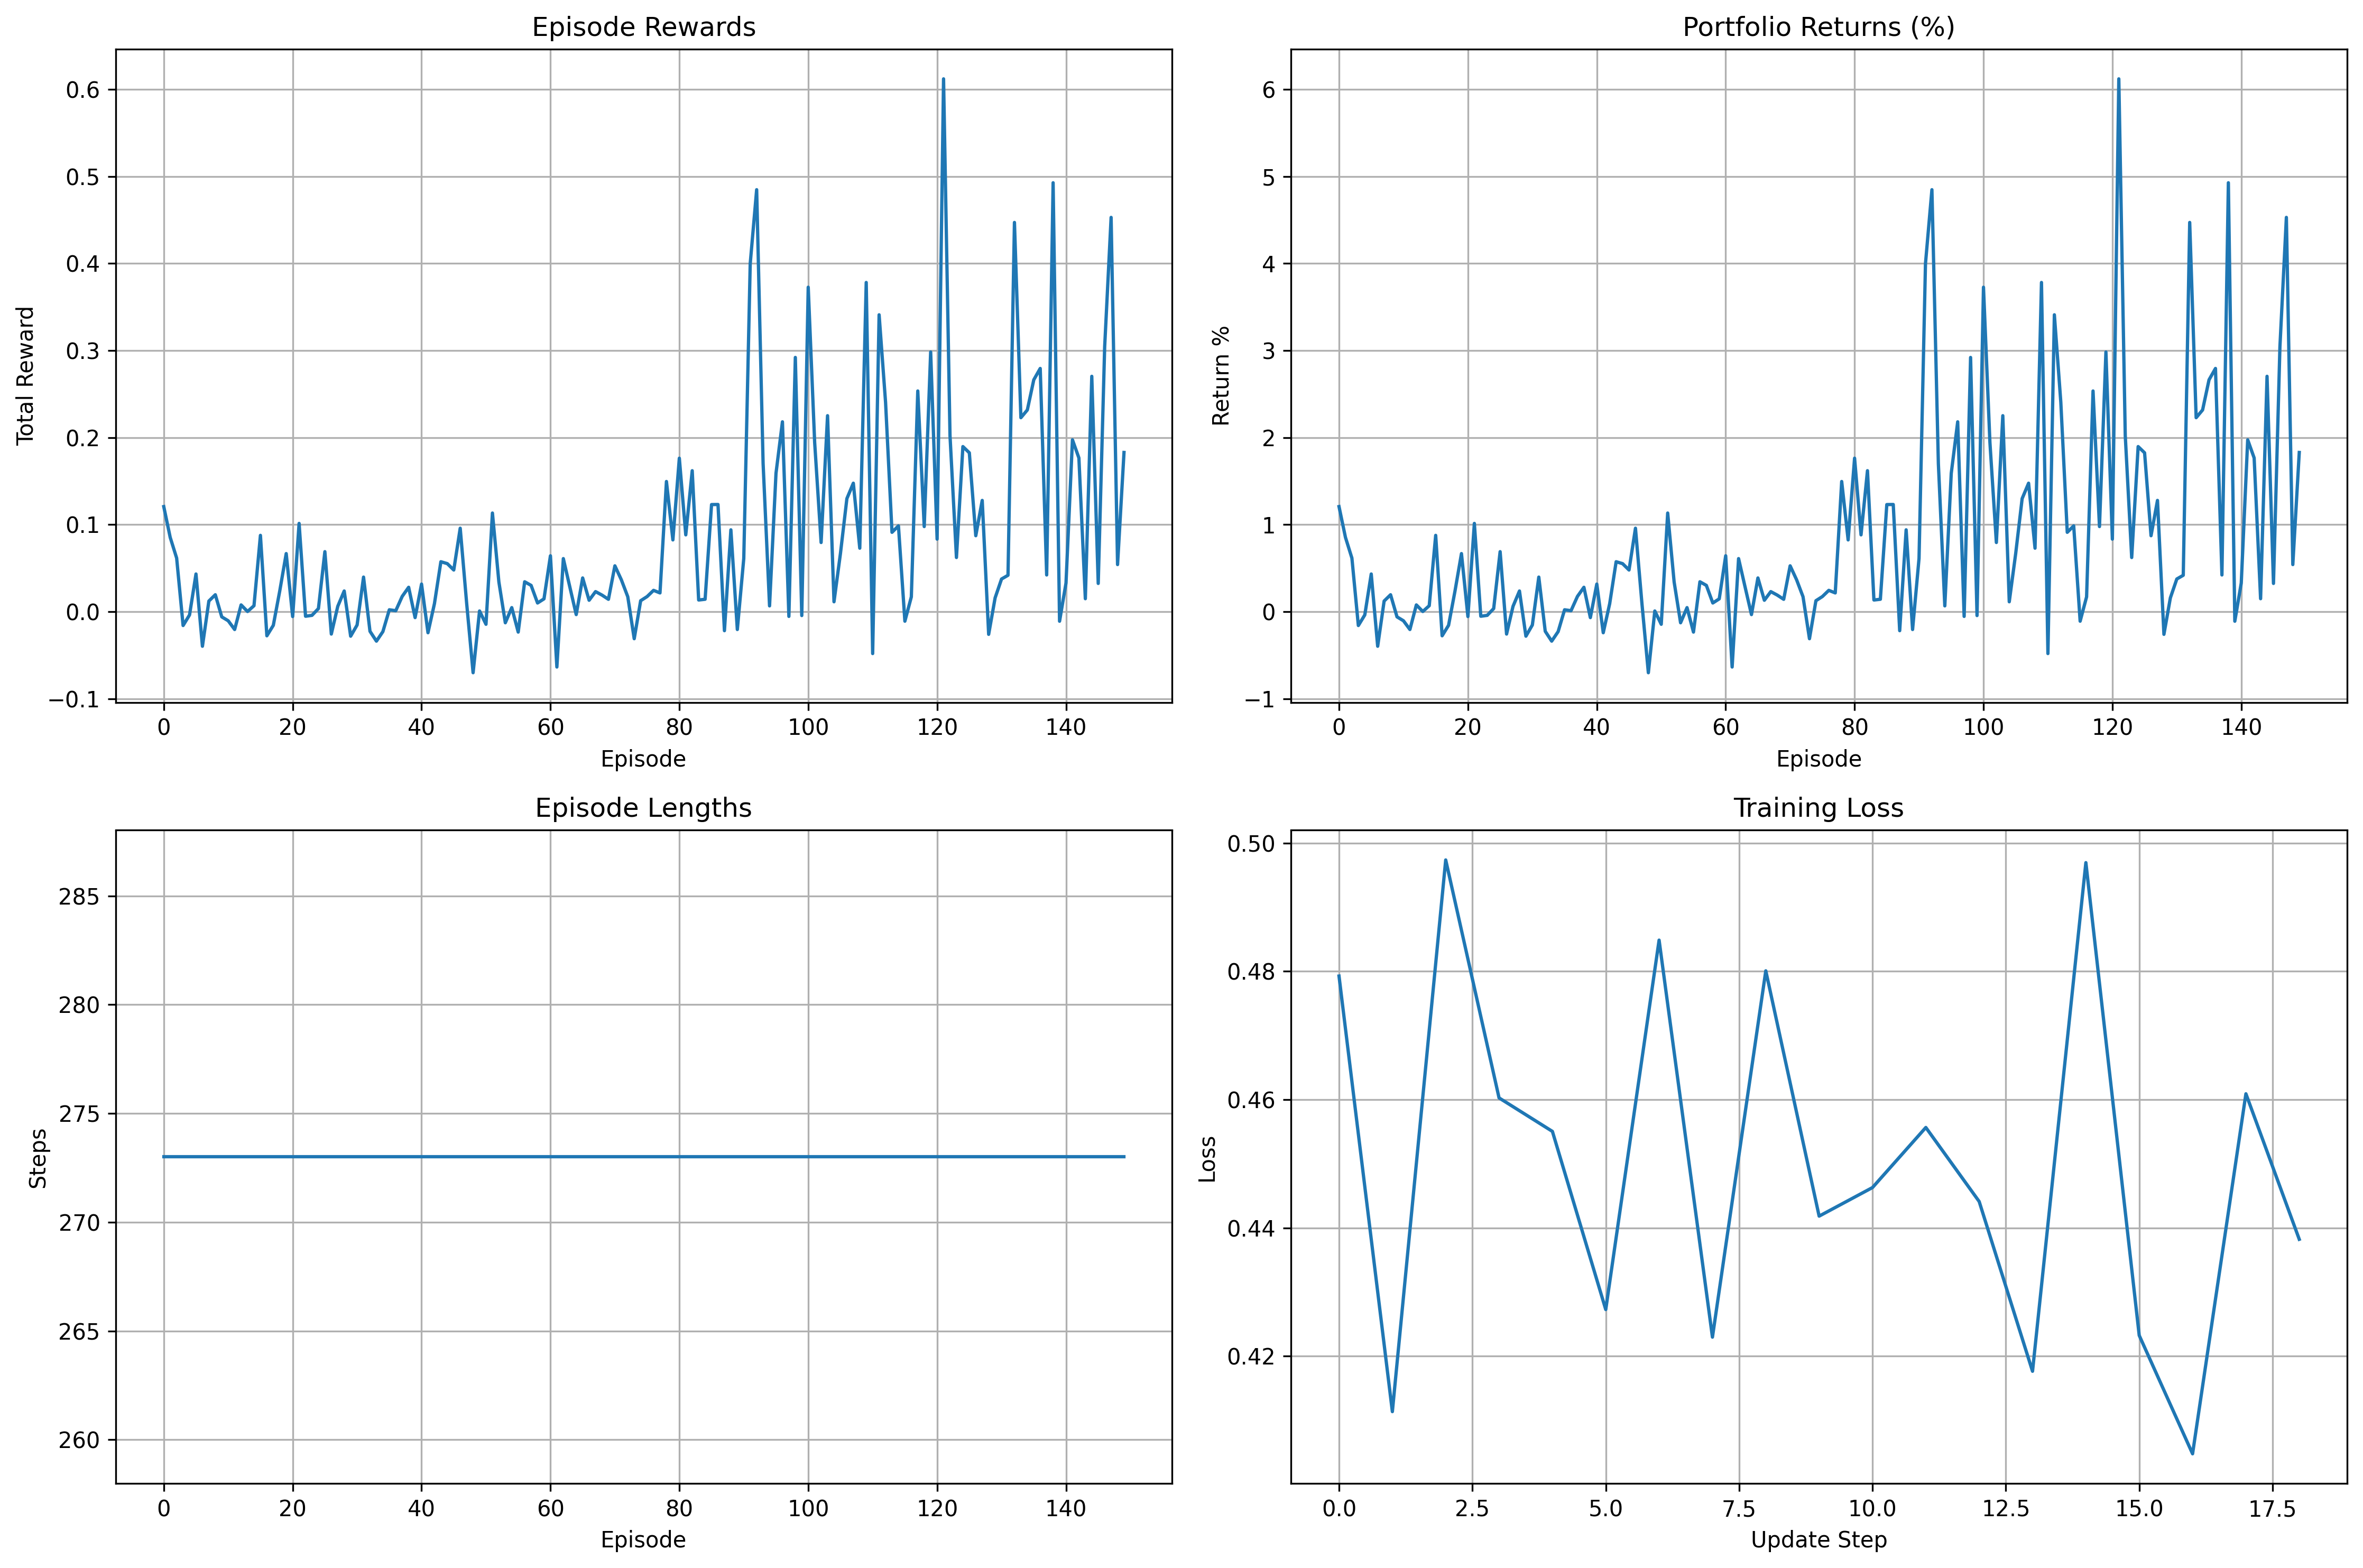 Episode Rewards
Total Reward
0.6
0.5
0.4
0.3
0.2
0.1
0.0
−0.1
0 20 40 60 80 100 120 140
Episode
Portfolio Returns (%)
Return %
6
5
4
3
2
1
0
−1
0 20 40 60 80 100 120 140
Episode
Episode Lengths
Steps
285
280
275
270
265
260
0 20 40 60 80 100 120 140
Episode
Training Loss
Loss
0.50
0.48
0.46
0.44
0.42
0.0 2.5 5.0 7.5 10.0 12.5 15.0 17.5
Update Step